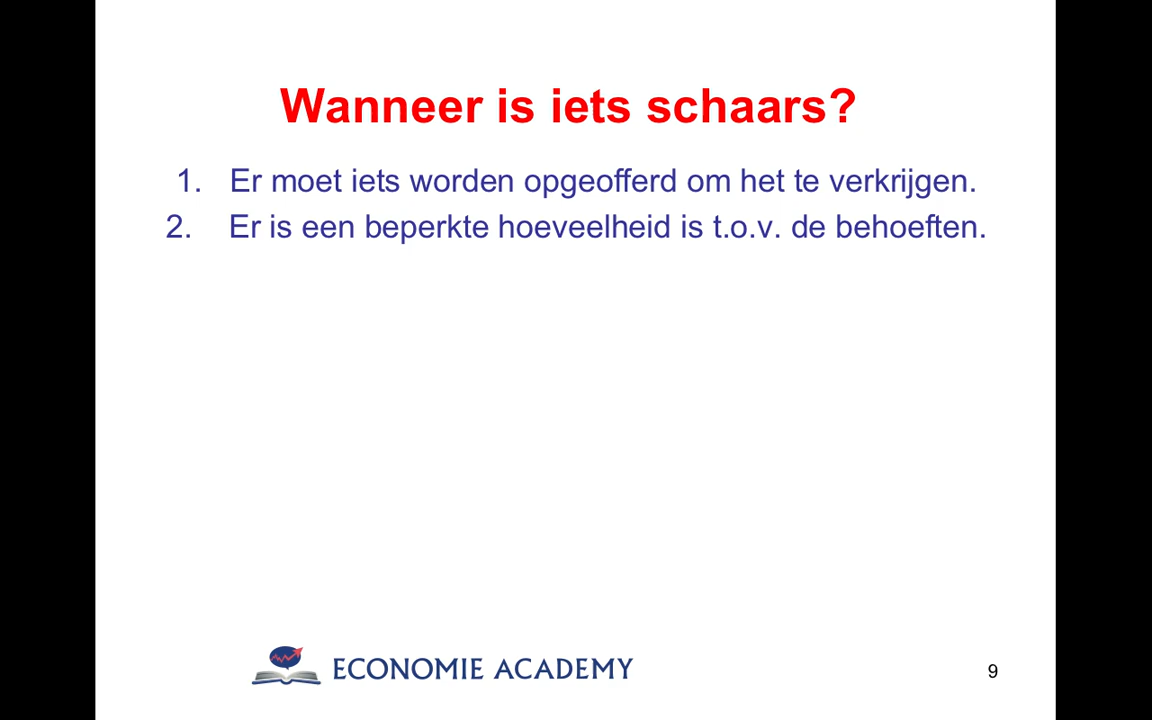 Wanneer is iets schaars?
1. Er moet iets worden opgeofferd om het te verkrijgen.
2. Er is een beperkte hoeveelheid is t.o.v. de behoeften.
ECONOMIE ACADEMY
9